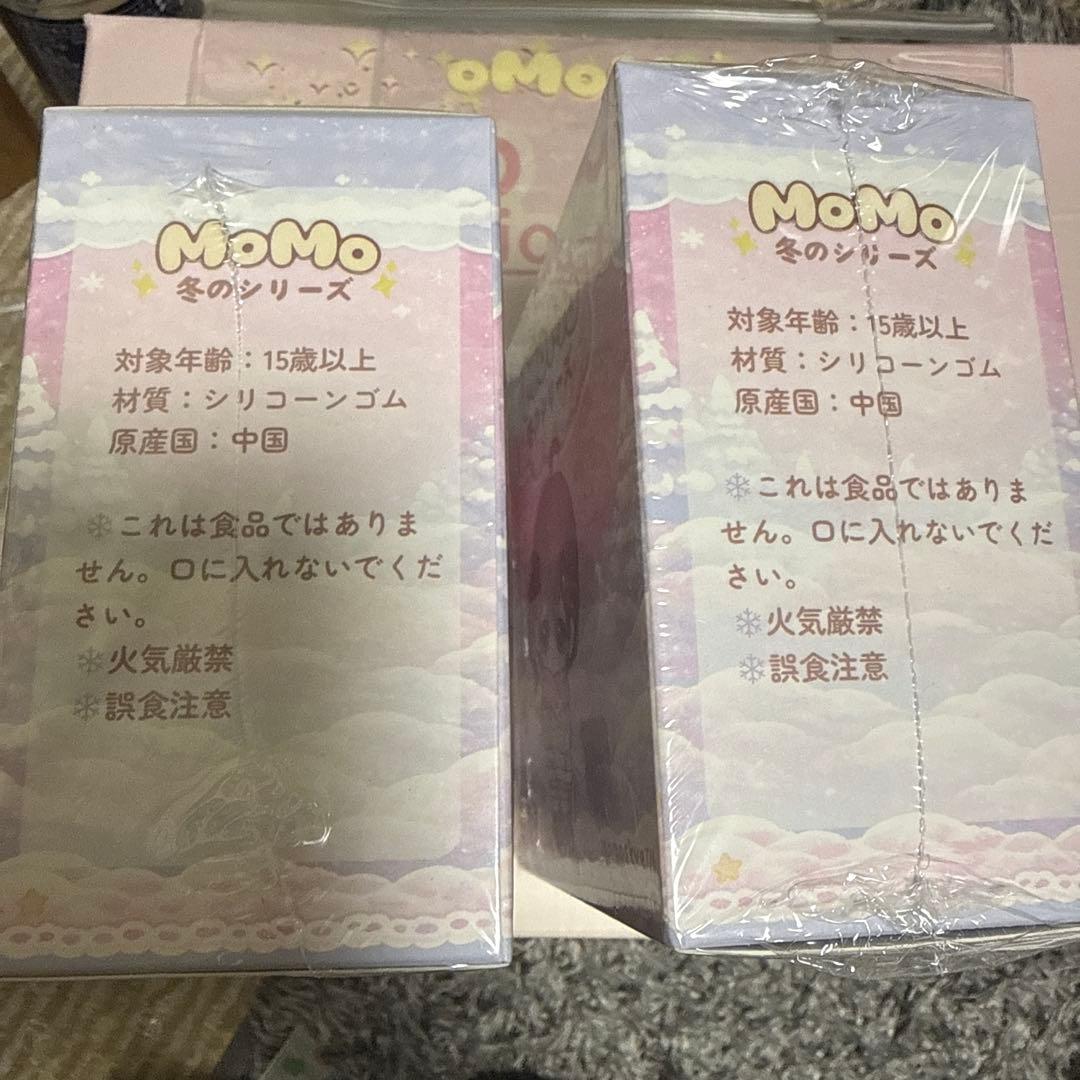 oMoMo
MoMo
冬のシリーズ
対象年齢：15歳以上
材質：シリコーンゴム
原産国：中国
❄これは食品ではありま
せん。口に入れないでくだ
さい。
❄火気厳禁
❄誤食注意
MoMo
冬のシリーズ
対象年齢：15歳以上
材質：シリコーンゴム
原産国：中国
❄これは食品ではありま
せん。口に入れないでくだ
さい。
❄火気厳禁
❄誤食注意